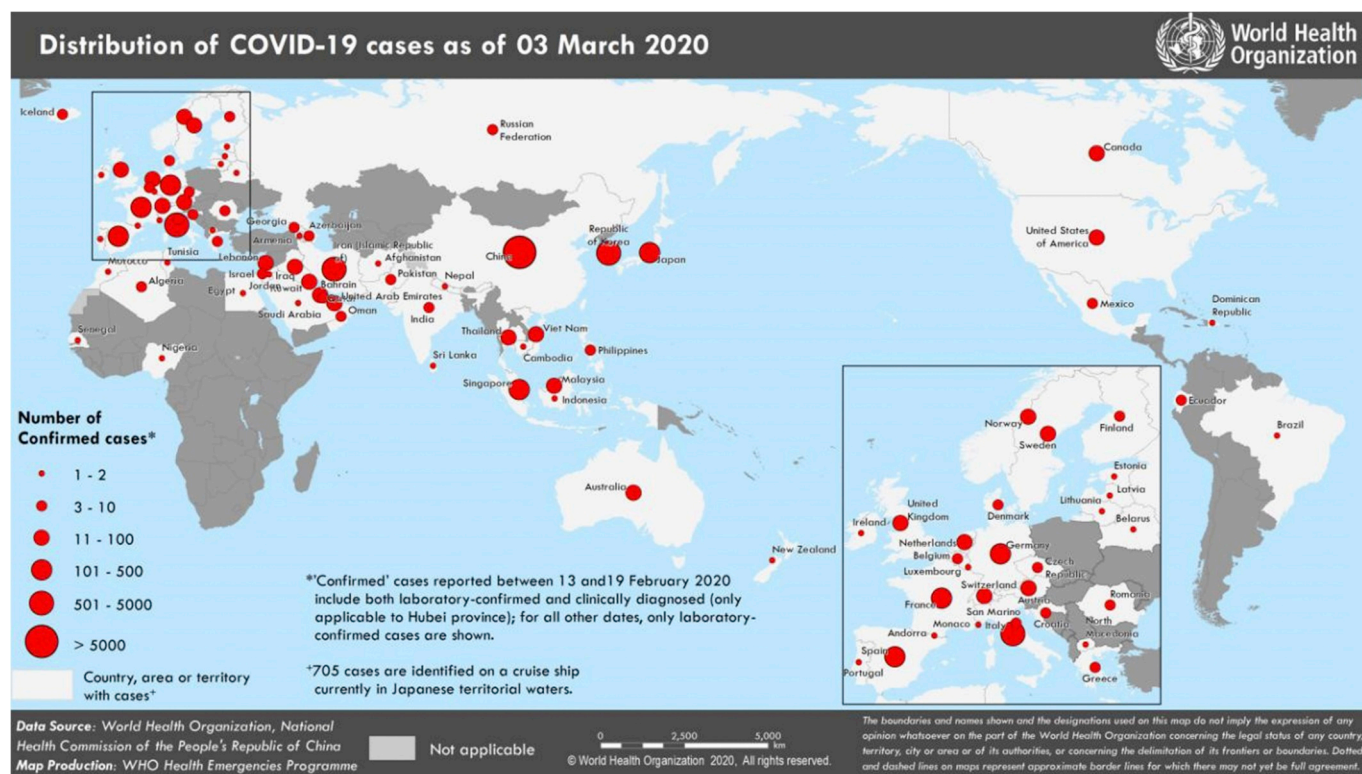 Distribution of COVID-19 cases as of 03 March 2020
World Health
Organization
Iceland
Russian
Federation
Georgia
Azerbaijan
Armenia
Tunisia
Lebanon
Iran (Islamic Republic
of)
Afghanistan
China
Republic
of Korea
Japan
Morocco
Algeria
Israel
Iraq
Jordan
Kuwait
Bahrain
Pakistan
Nepal
Egypt
United Arab Emirates
Saudi Arabia
Oman
India
Senegal
Nigeria
Thailand
Viet Nam
Sri Lanka
Cambodia
Philippines
Singapore
Malaysia
Indonesia
Australia
New Zealand
Canada
United States
of America
Mexico
Dominican
Republic
Ecuador
Brazil
Number of
Confirmed cases*
1 - 2
3 - 10
11 - 100
101 - 500
501 - 5000
> 5000
Country, area or territory
with cases⁺
*'Confirmed' cases reported between 13 and19 February 2020
include both laboratory-confirmed and clinically diagnosed (only
applicable to Hubei province); for all other dates, only laboratory-
confirmed cases are shown.
⁺705 cases are identified on a cruise ship
currently in Japanese territorial waters.
Norway
Sweden
Finland
Estonia
Latvia
Lithuania
Belarus
Denmark
United
Kingdom
Ireland
Netherlands
Belgium
Luxembourg
Germany
Czech
Republic
Switzerland
Austria
France
San Marino
Romania
Monaco
Italy
Croatia
North
Macedonia
Andorra
Spain
Portugal
Greece
Data Source: World Health Organization, National
Health Commission of the People's Republic of China
Map Production: WHO Health Emergencies Programme
Not applicable
0 2,500 5,000
km
© World Health Organization 2020, All rights reserved.
The boundaries and names shown and the designations used on this map do not imply the expression of any
opinion whatsoever on the part of the World Health Organization concerning the legal status of any country,
territory, city or area or of its authorities, or concerning the delimitation of its frontiers or boundaries. Dotted
and dashed lines on maps represent approximate border lines for which there may not yet be full agreement.